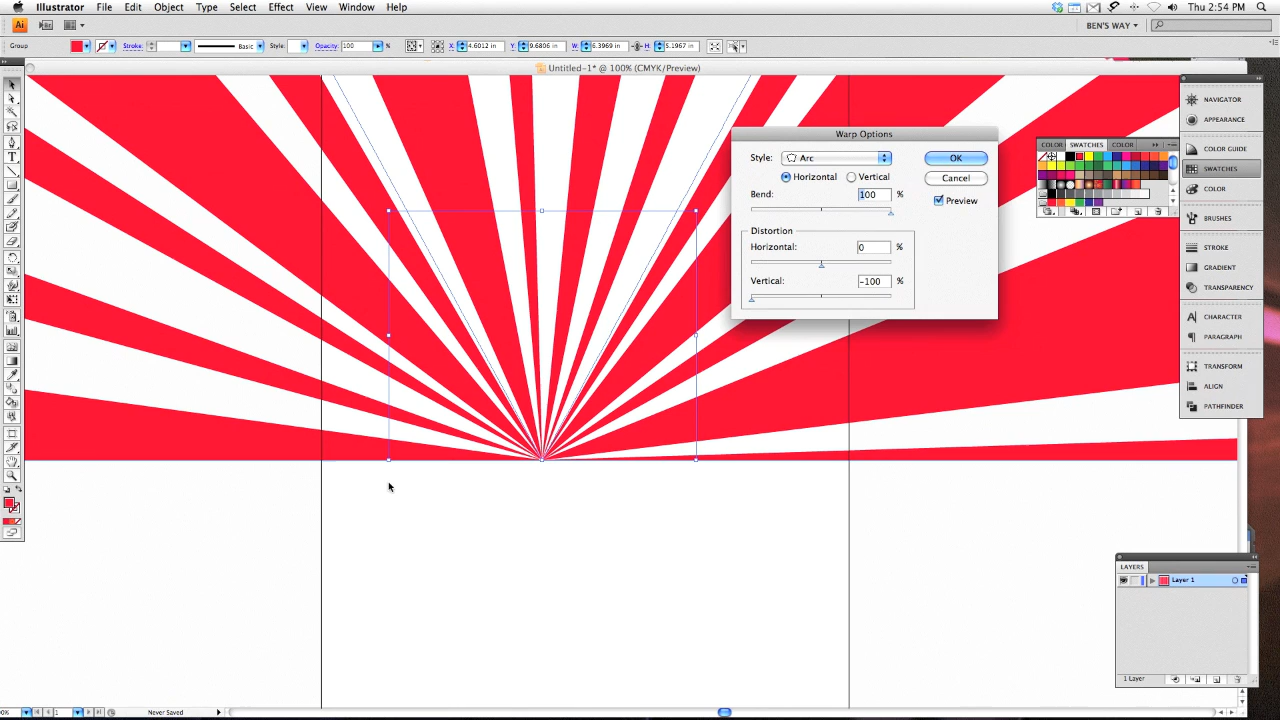 Illustrator File Edit Object Type Select Effect View Window Help Thu 2:54 PM
Ai BEN'S WAY
Group Stroke: Basic Style: Opacity: 100 % X: 4.6012 in Y: 9.6806 in W: 6.3969 in H: 5.1967 in
Untitled-1* @ 100% (CMYK/Preview)
Warp Options
Style: Arc OK
Horizontal Vertical Cancel
Bend: 100 % Preview
Distortion
Horizontal: 0 %
Vertical: -100 %
COLOR SWATCHES COLOR
NAVIGATOR
APPEARANCE
COLOR GUIDE
SWATCHES
COLOR
BRUSHES
STROKE
GRADIENT
TRANSPARENCY
CHARACTER
PARAGRAPH
TRANSFORM
ALIGN
PATHFINDER
LAYERS
Layer 1
1 Layer
0% 1 Never Saved